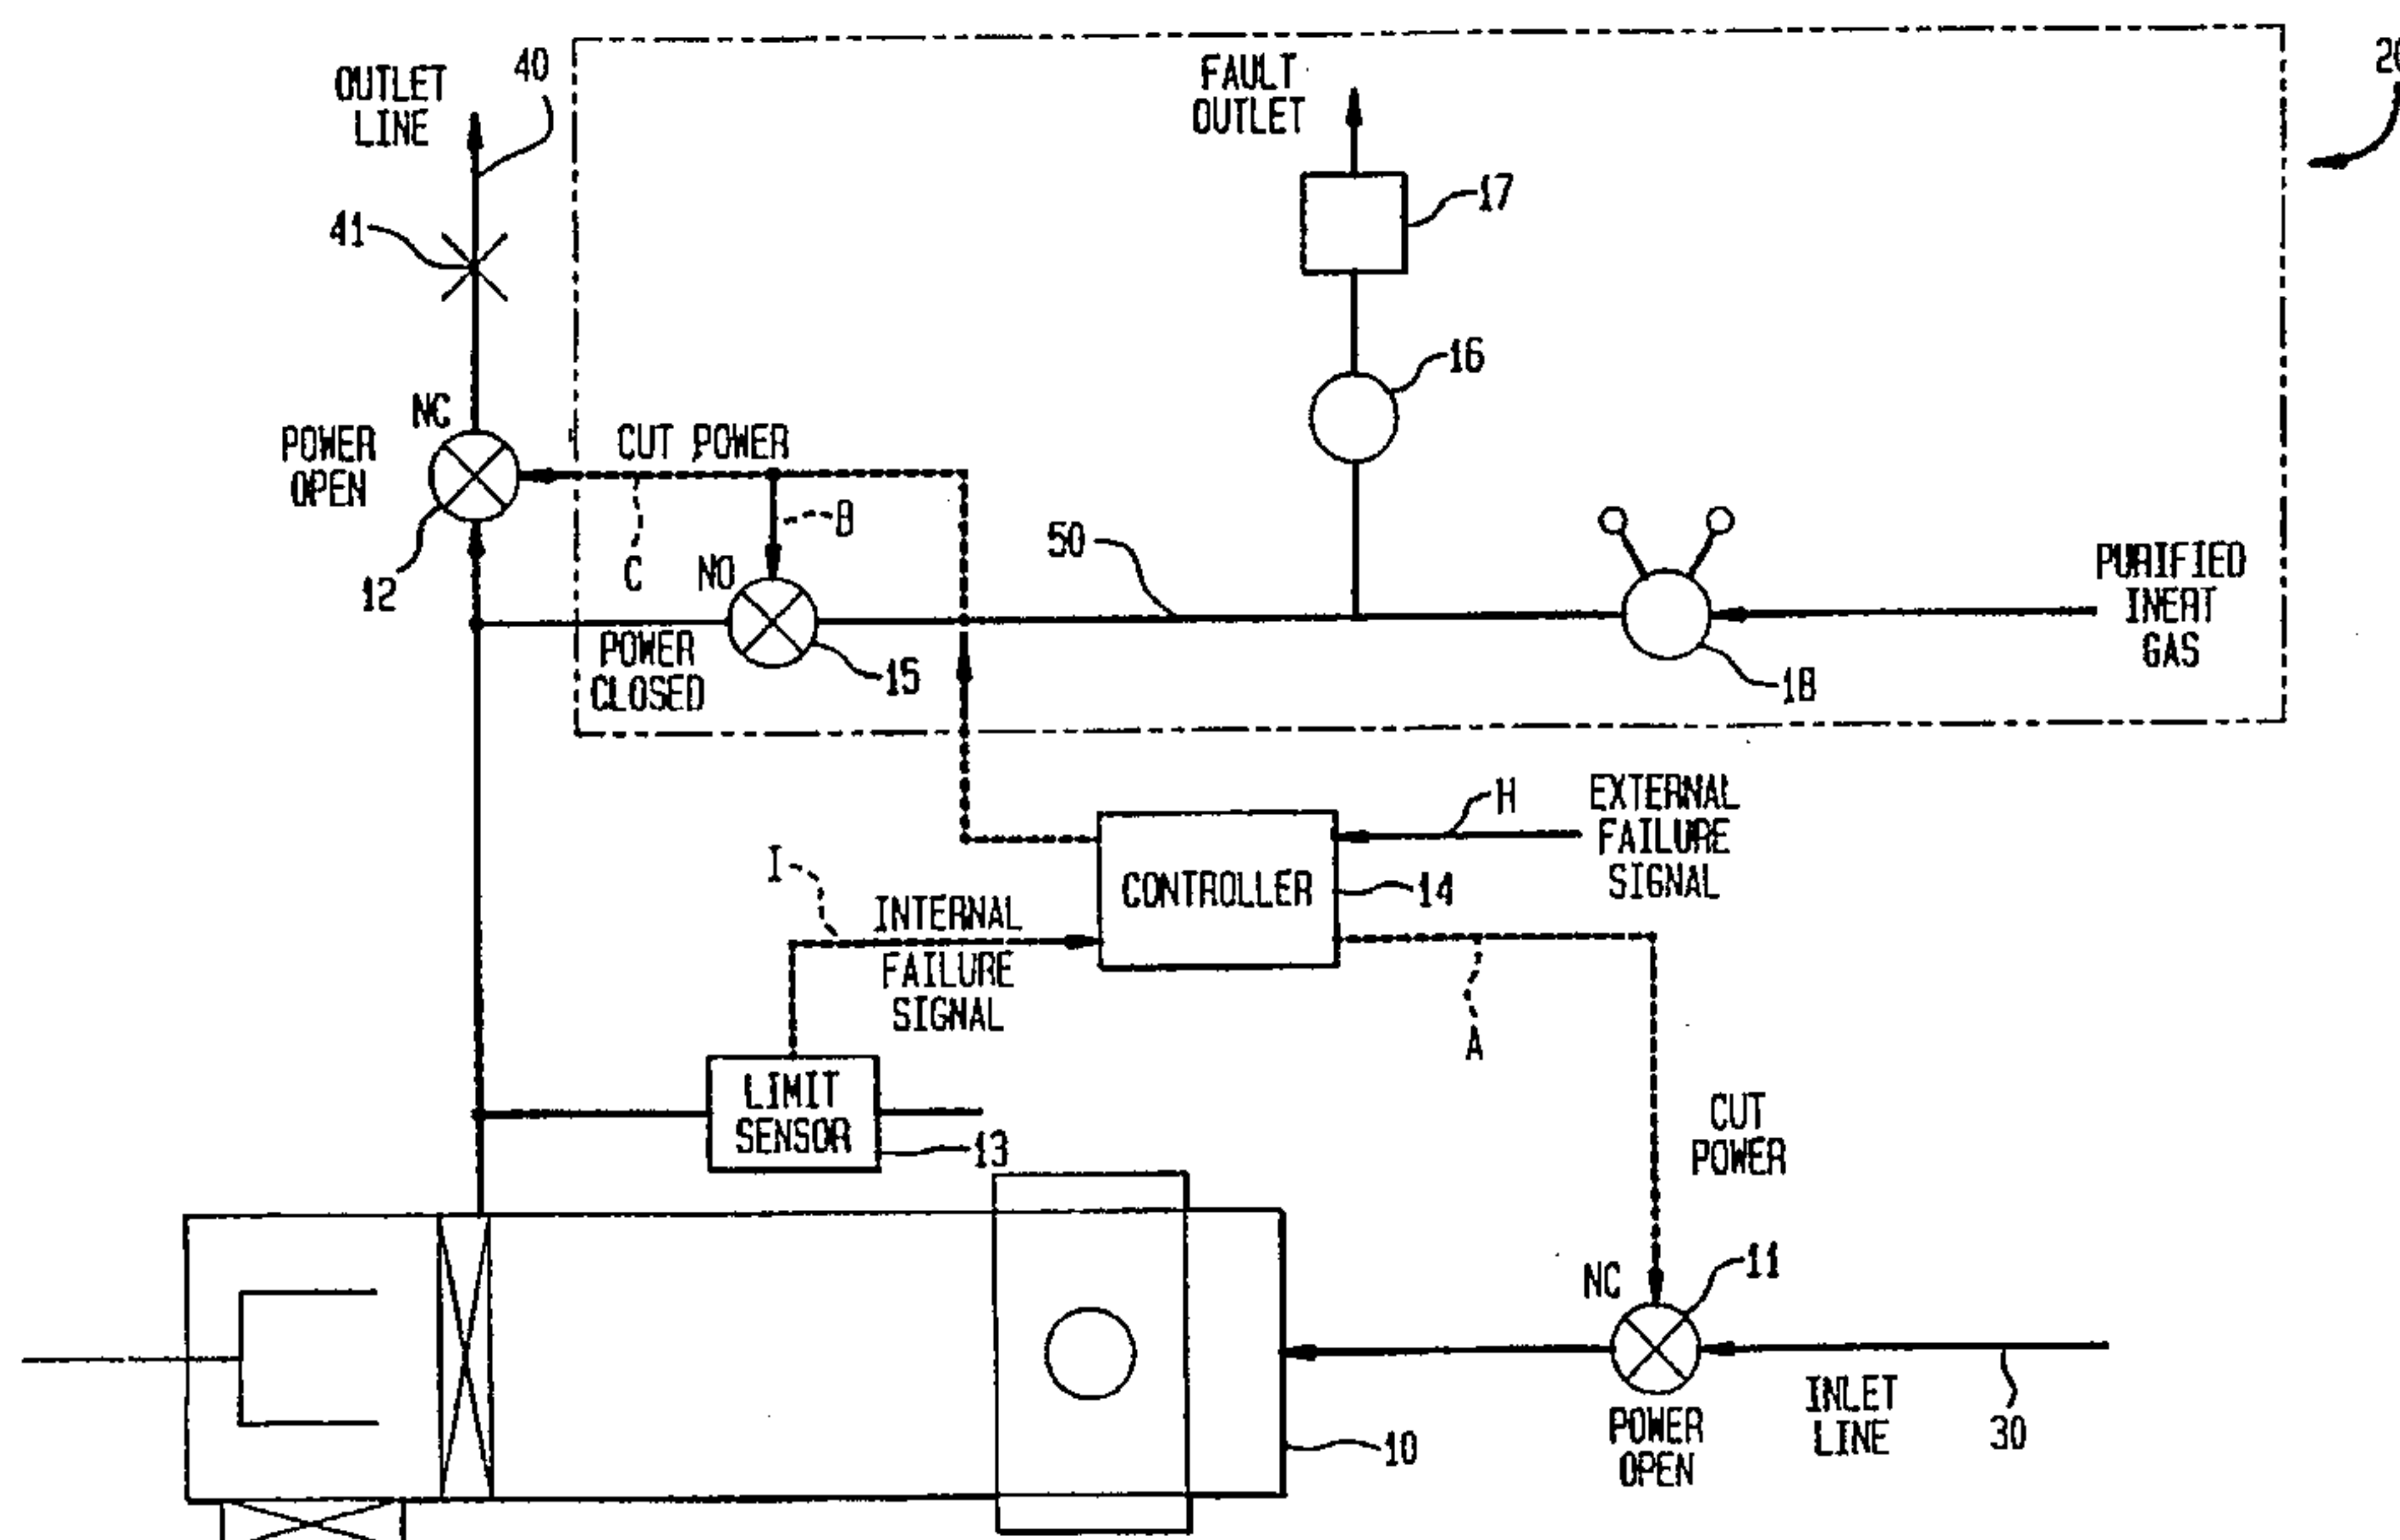 40
OUTLET
LINE
41
FAULT
OUTLET
17
16
NC
POWER
OPEN
12
CUT POWER
C
B
NO
POWER
CLOSED
15
50
18
PURIFIED
INERT
GAS
H
EXTERNAL
FAILURE
SIGNAL
CONTROLLER
14
I
INTERNAL
FAILURE
SIGNAL
A
LIMIT
SENSOR
13
CUT
POWER
NC
11
POWER
OPEN
INLET
LINE
30
10